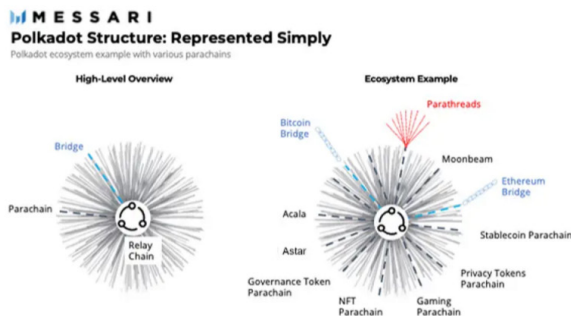 MESSARI
Polkadot Structure: Represented Simply
Polkadot ecosystem example with various parachains
High-Level Overview
Bridge
Parachain
Relay
Chain
Ecosystem Example
Parathreads
Bitcoin
Bridge
Moonbeam
Ethereum
Bridge
Acala
Stablecoin Parachain
Astar
Privacy Tokens
Parachain
Governance Token
Parachain
NFT
Parachain
Gaming
Parachain